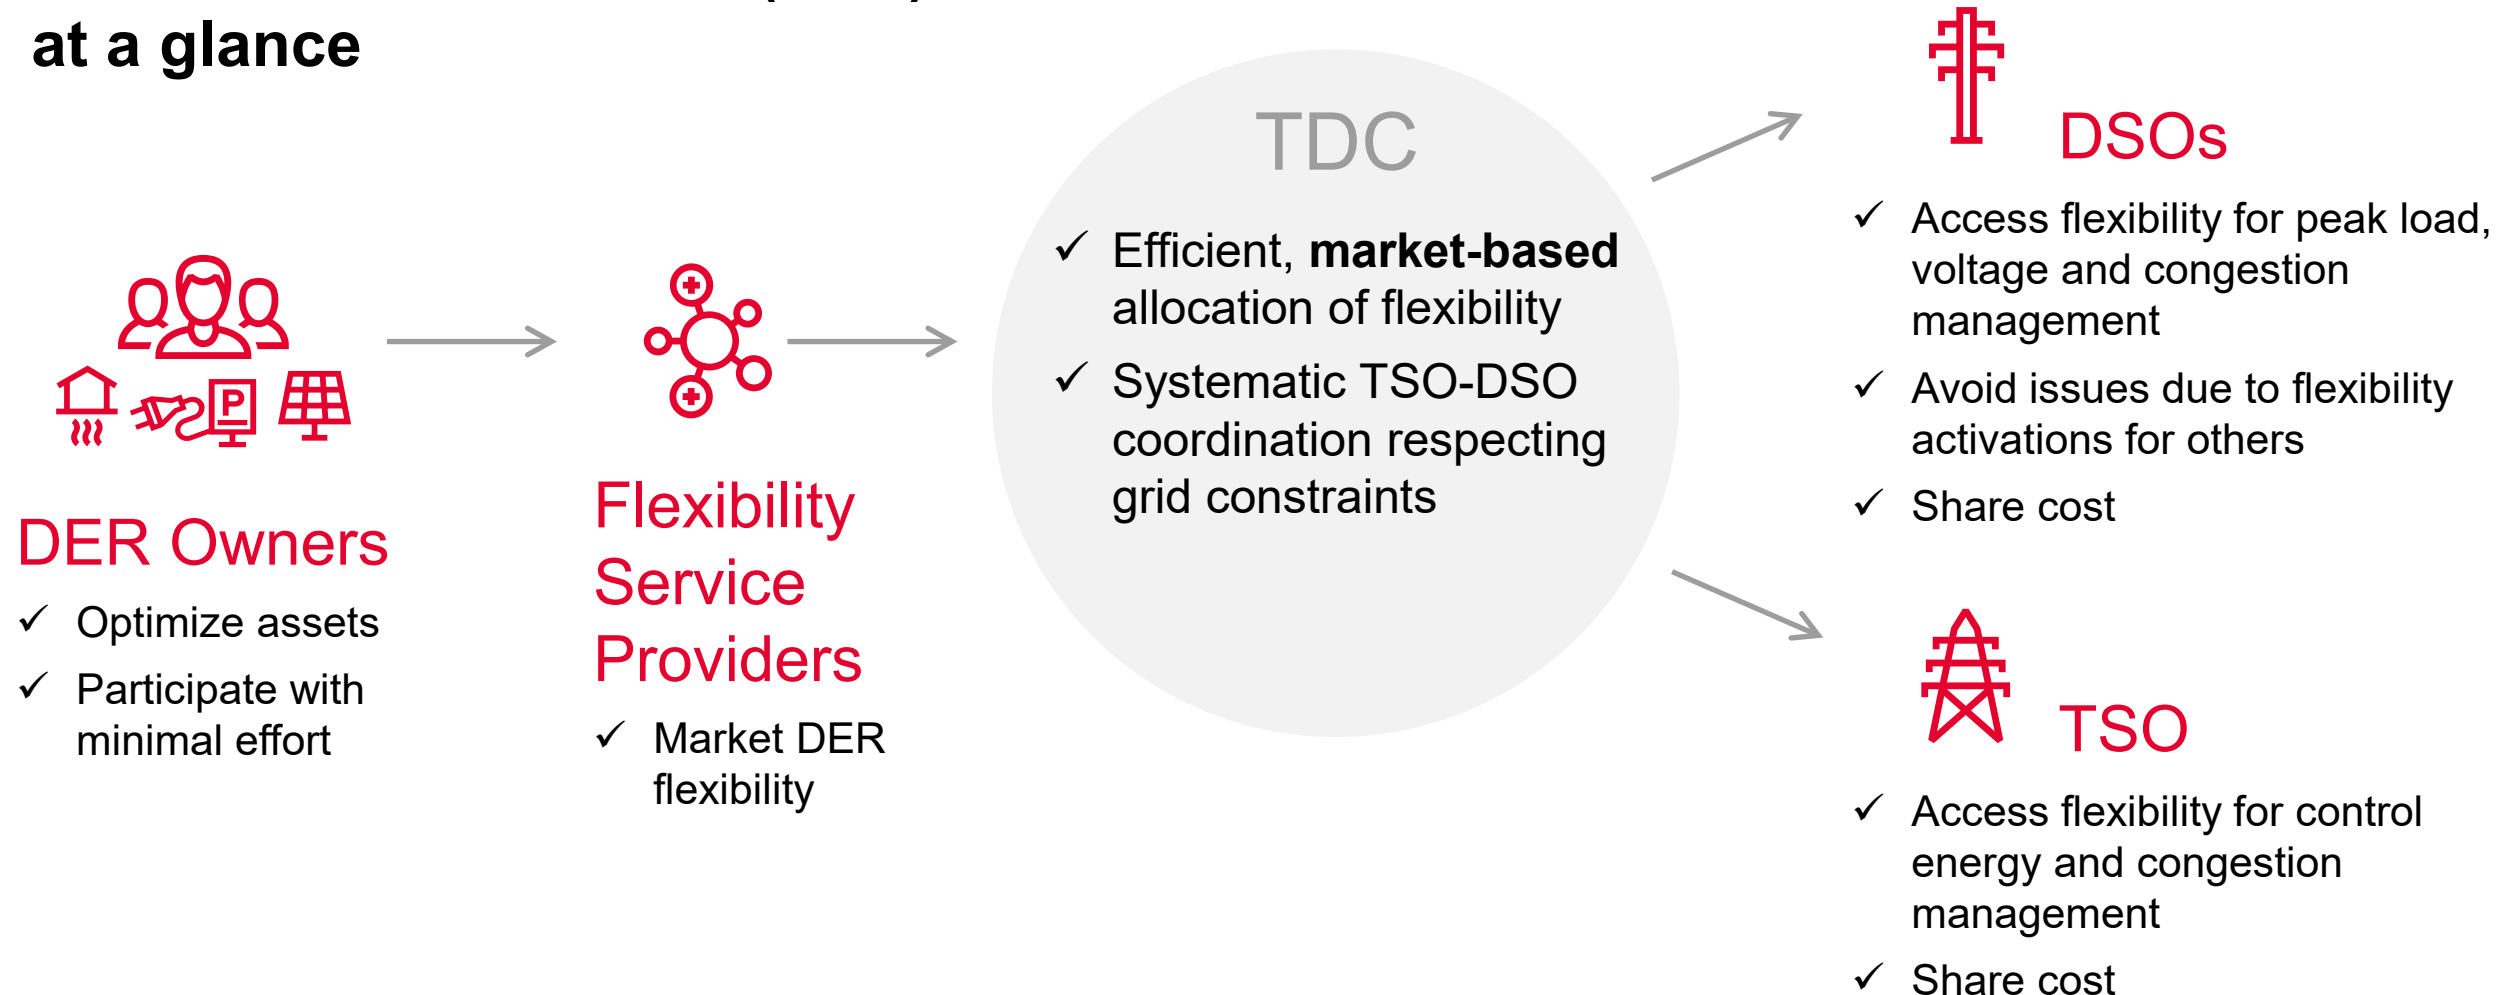 at a glance
DER Owners
✓ Optimize assets
✓ Participate with
minimal effort
Flexibility
Service
Providers
✓ Market DER
flexibility
TDC
✓ Efficient, market-based
allocation of flexibility
✓ Systematic TSO-DSO
coordination respecting
grid constraints
DSOs
✓ Access flexibility for peak load,
voltage and congestion
management
✓ Avoid issues due to flexibility
activations for others
✓ Share cost
TSO
✓ Access flexibility for control
energy and congestion
management
✓ Share cost
P